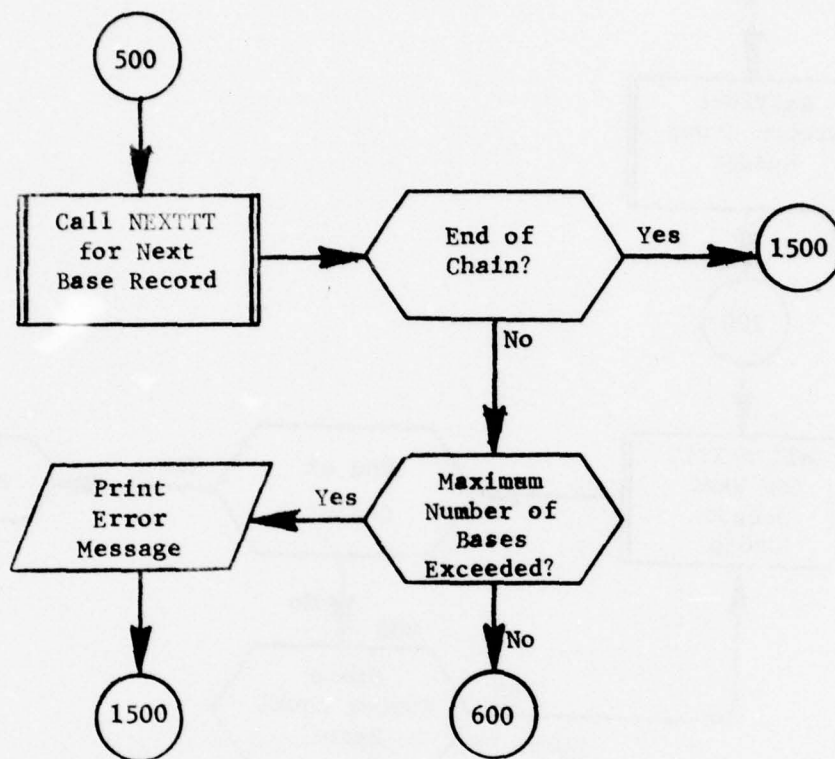 500
Call NEXTTT
for Next
Base Record
End of
Chain?
Yes
1500
No
Maximum
Number of
Bases
Exceeded?
Yes
Print
Error
Message
1500
No
600